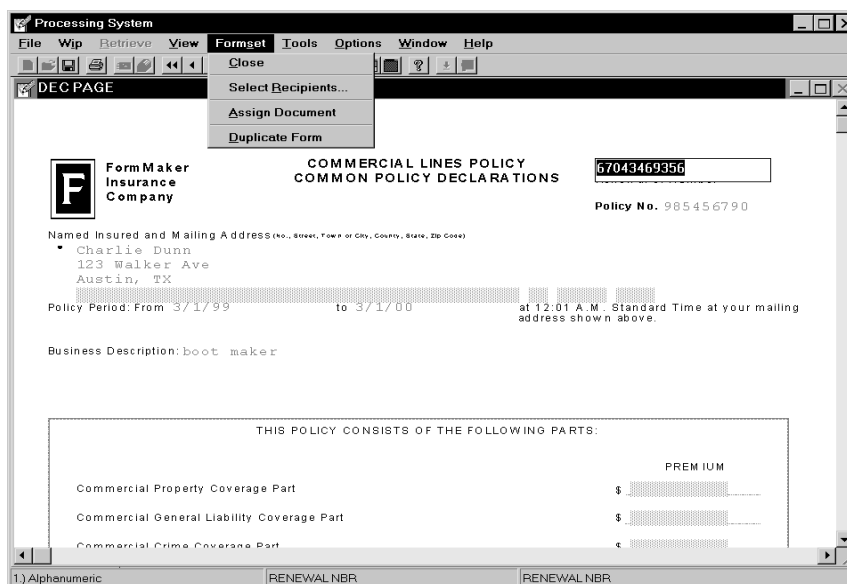 Processing System
File Wip Retrieve View Formset Tools Options Window Help
Close
Select Recipients...
Assign Document
Duplicate Form
DEC PAGE
F
FormMaker
Insurance
Company
COMMERCIAL LINES POLICY
COMMON POLICY DECLARATIONS
67043469356
Policy No. 985456790
Named Insured and Mailing Address (No., Street, Town or City, County, State, Zip Code)
Charlie Dunn
123 Walker Ave
Austin, TX
Policy Period: From 3/1/99 to 3/1/00 at 12:01 A.M. Standard Time at your mailing
address shown above.
Business Description: boot maker
THIS POLICY CONSISTS OF THE FOLLOWING PARTS:
PREMIUM
Commercial Property Coverage Part $
Commercial General Liability Coverage Part $
Commercial Crime Coverage Part $
1.) Alphanumeric RENEWAL NBR RENEWAL NBR